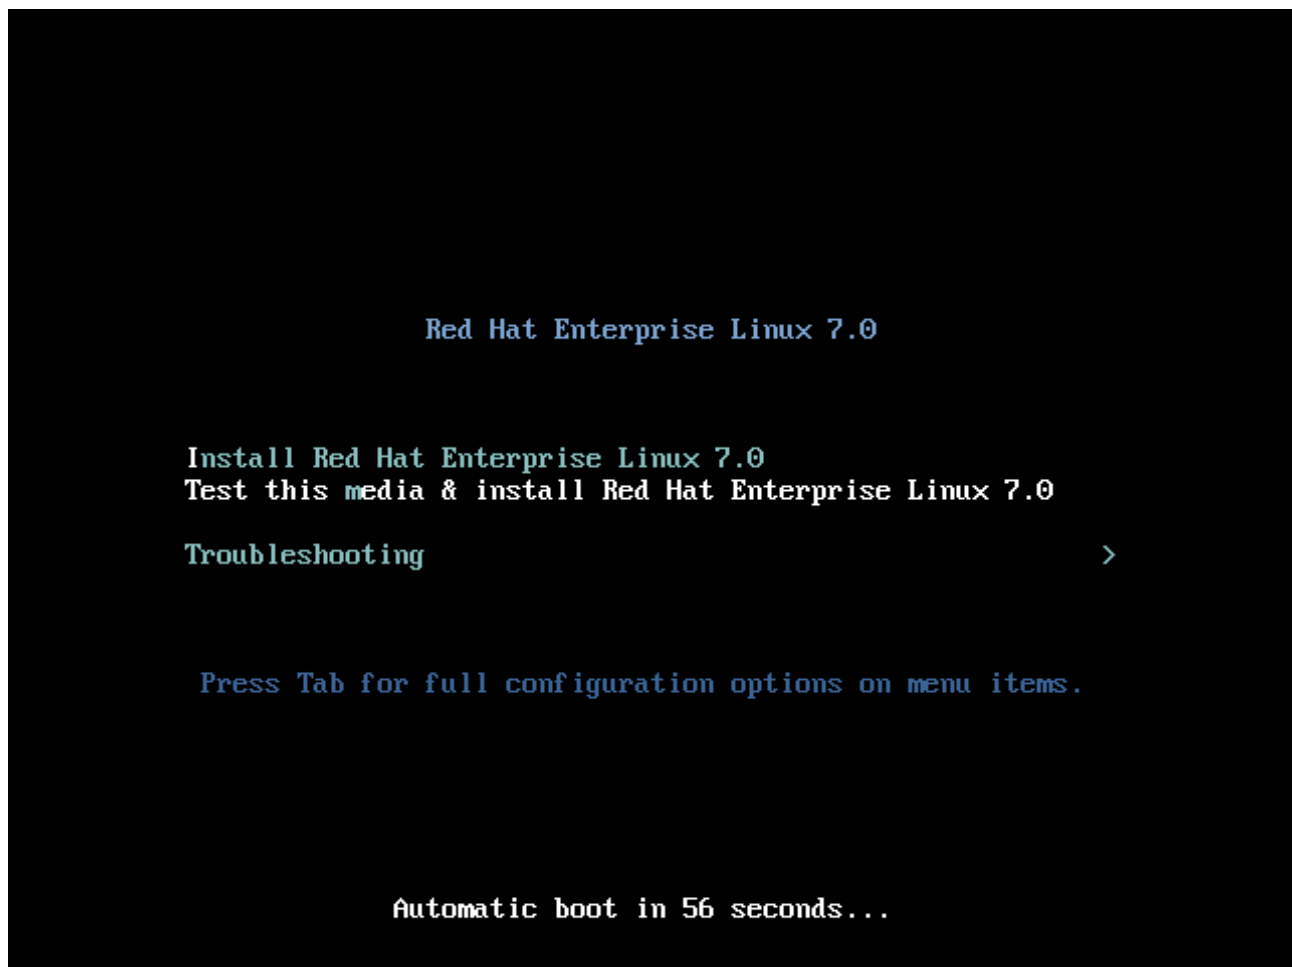 Red Hat Enterprise Linux 7.0
Install Red Hat Enterprise Linux 7.0
Test this media & install Red Hat Enterprise Linux 7.0
Troubleshooting >
Press Tab for full configuration options on menu items.
Automatic boot in 56 seconds...